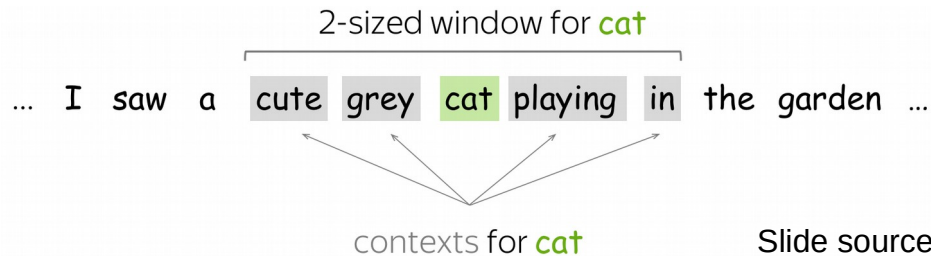 2-sized window for cat
... I saw a cute grey cat playing in the garden ...
contexts for cat
Slide source